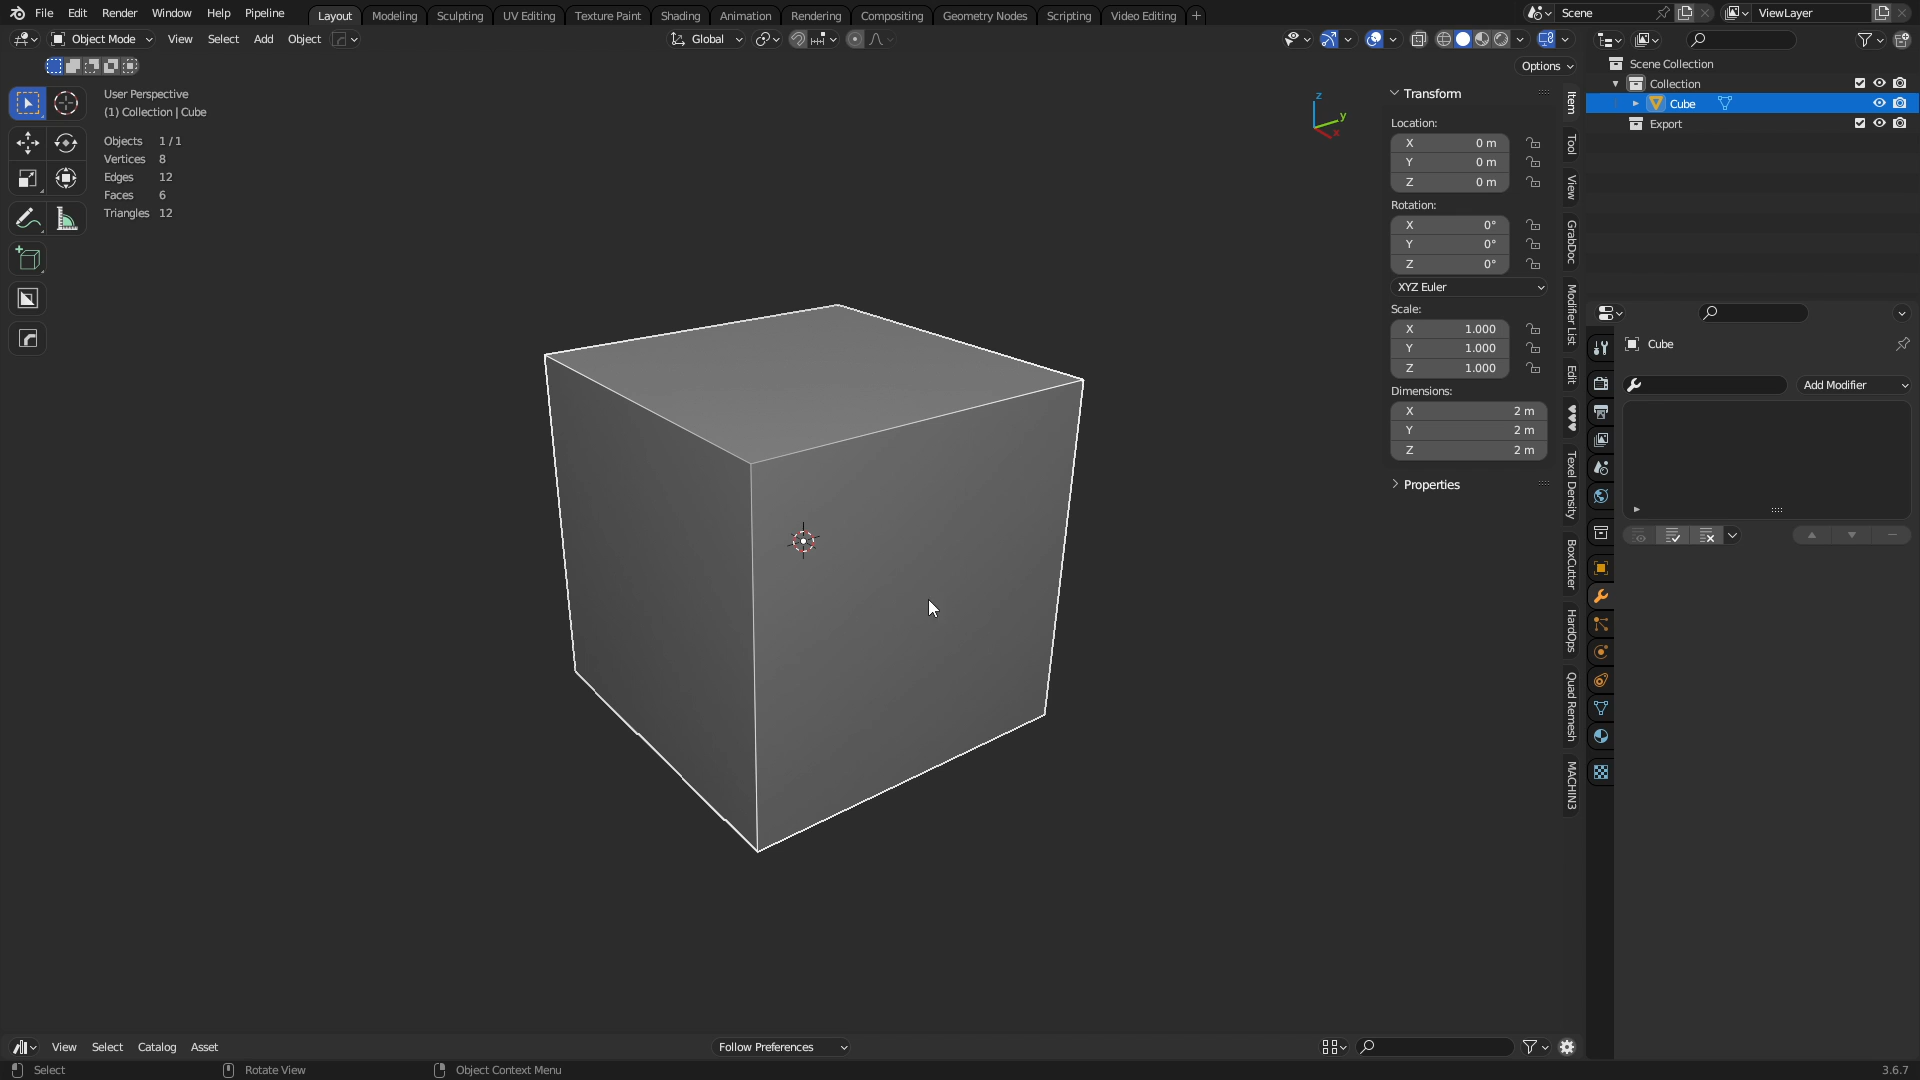 File Edit Render Window Help Pipeline Layout Modeling Sculpting UV Editing Texture Paint Shading Animation Rendering Compositing Geometry Nodes Scripting Video Editing + Scene ViewLayer
Object Mode View Select Add Object Global
Options
User Perspective
(1) Collection | Cube
Objects 1/1
Vertices 8
Edges 12
Faces 6
Triangles 12
z
y
x
Transform
Location:
X 0 m
Y 0 m
Z 0 m
Rotation:
X 0°
Y 0°
Z 0°
XYZ Euler
Scale:
X 1.000
Y 1.000
Z 1.000
Dimensions:
X 2 m
Y 2 m
Z 2 m
Properties
Item
Tool
View
GrabDoc
Modifier List
Edit
♥♥♥
Texel Density
BoxCutter
HardOps
Quad Remesh
MACHIN3
Scene Collection
Collection
Cube
Export
Cube
Add Modifier
View Select Catalog Asset Follow Preferences
Select Rotate View Object Context Menu 3.6.7